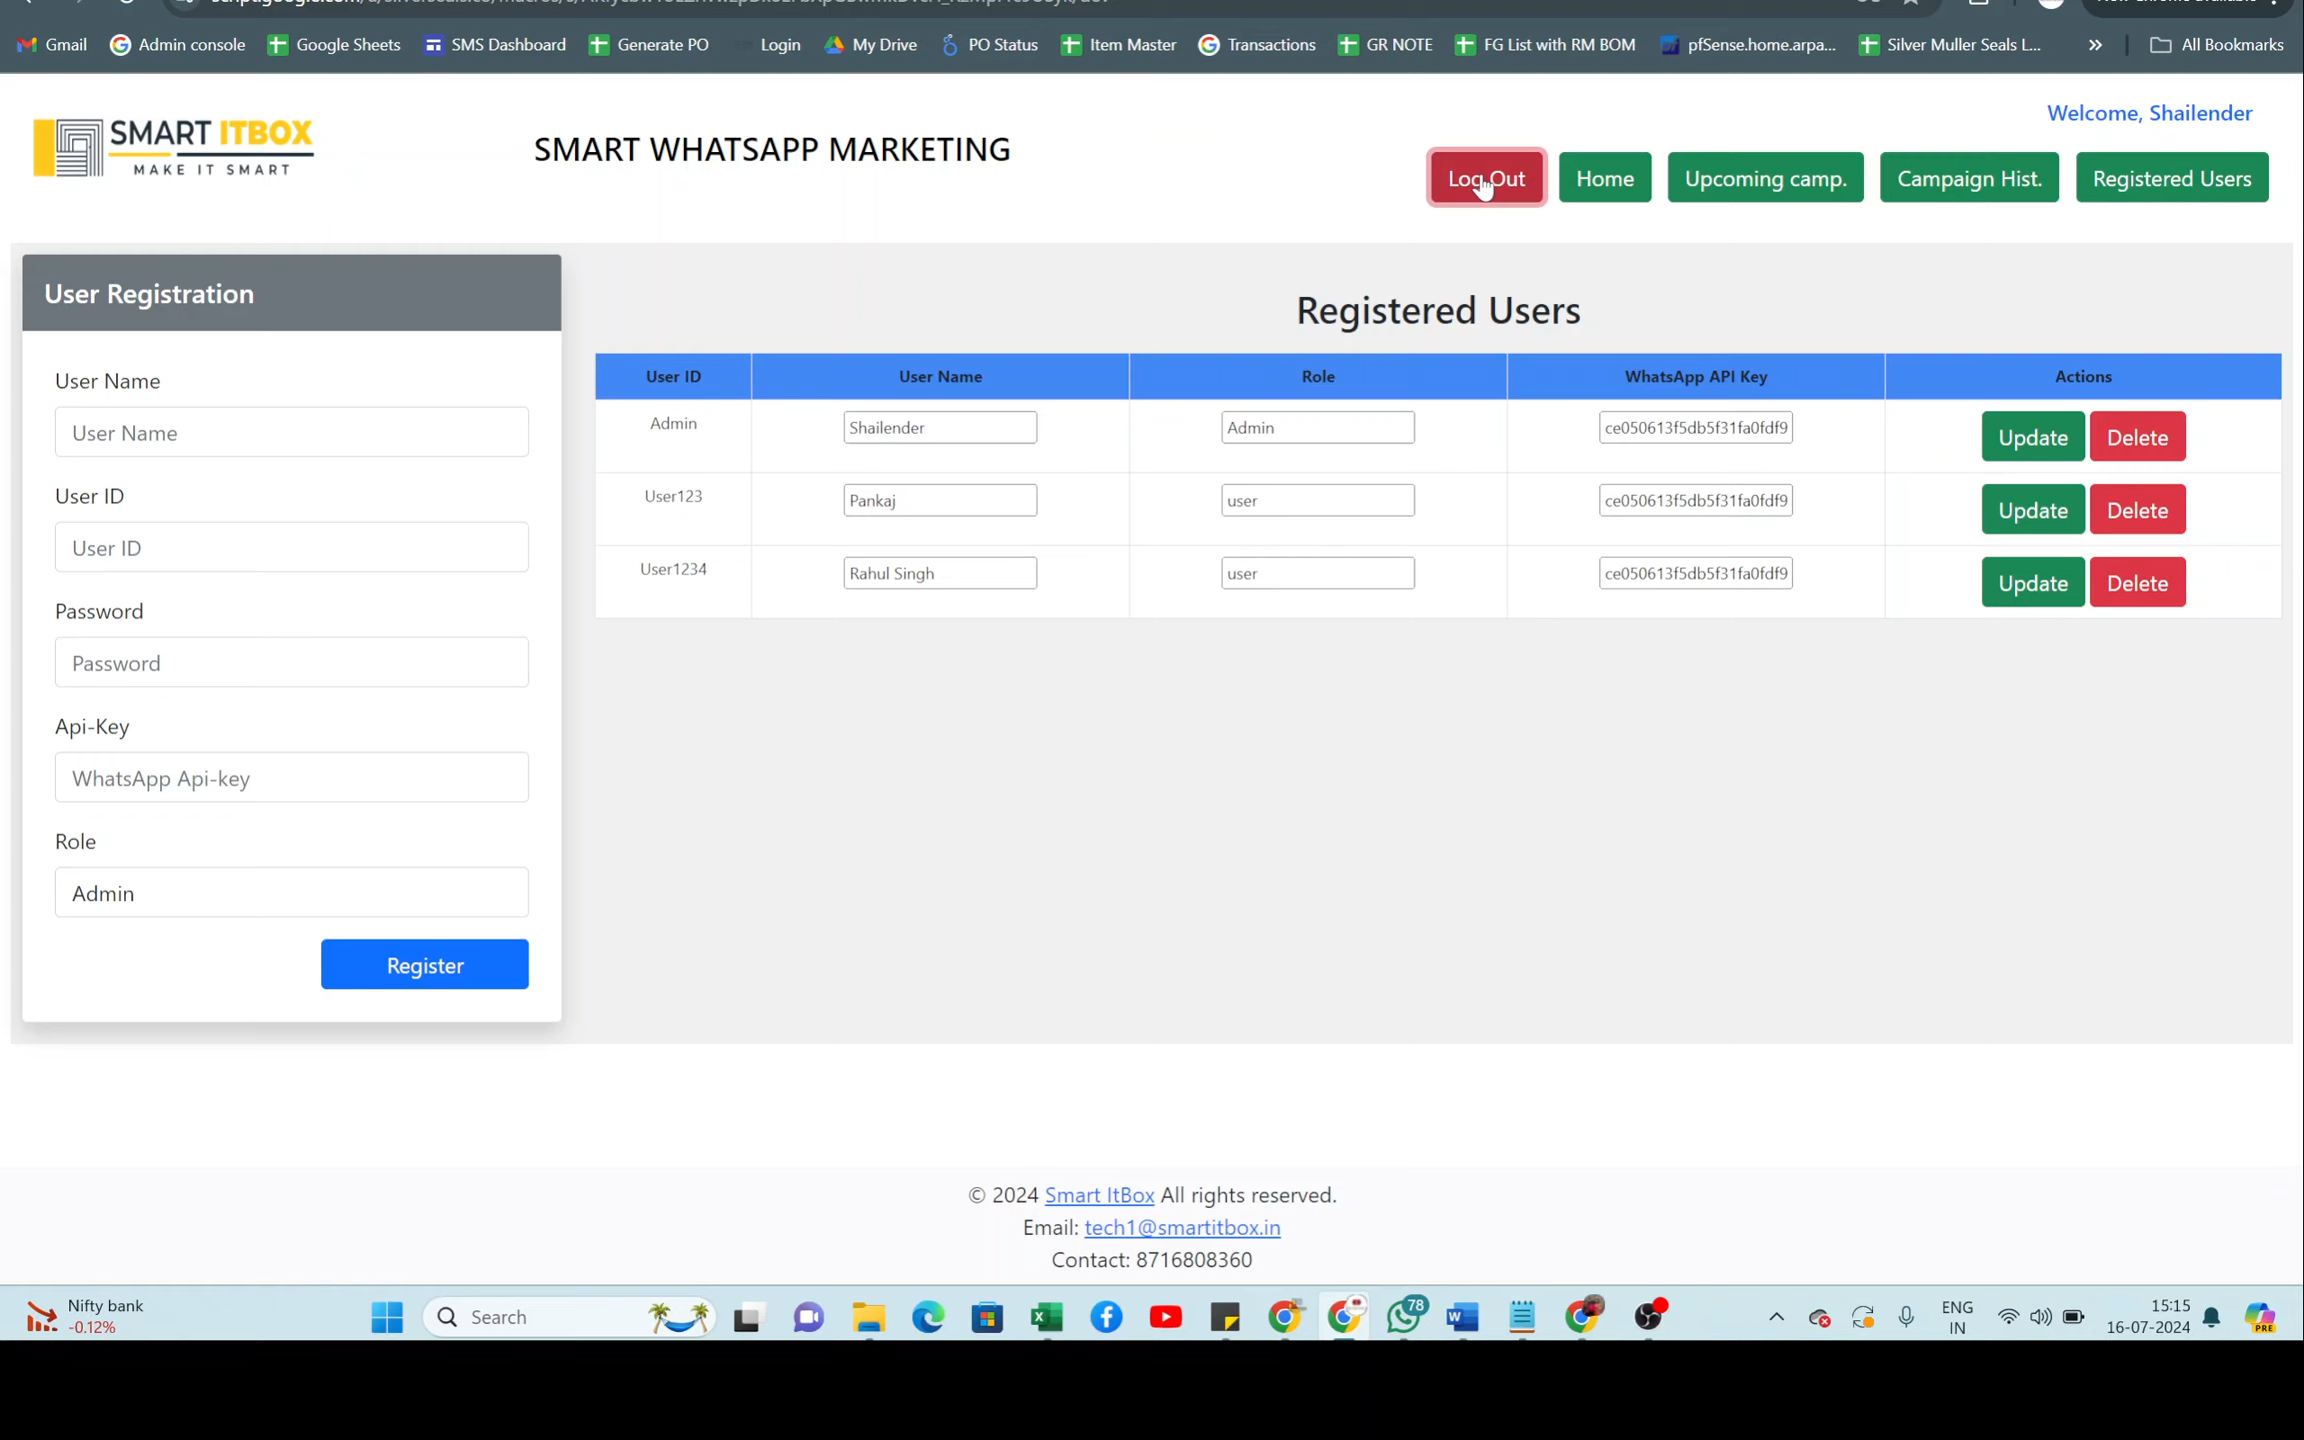 Gmail Admin console Google Sheets SMS Dashboard Generate PO Login My Drive PO Status Item Master Transactions GR NOTE FG List with RM BOM pfSense.home.arpa... Silver Muller Seals L... » All Bookmarks
Welcome, Shailender
SMART ITBOX
MAKE IT SMART
SMART WHATSAPP MARKETING
Log Out Home Upcoming camp. Campaign Hist. Registered Users
User Registration
User Name
User Name
User ID
User ID
Password
Password
Api-Key
WhatsApp Api-key
Role
Admin
Register
Registered Users
User ID User Name Role WhatsApp API Key Actions
Admin Shailender Admin ce050613f5db5f31fa0fdf9 Update Delete
User123 Pankaj user ce050613f5db5f31fa0fdf9 Update Delete
User1234 Rahul Singh user ce050613f5db5f31fa0fdf9 Update Delete
© 2024 Smart ItBox All rights reserved.
Email: tech1@smartitbox.in
Contact: 8716808360
Nifty bank
-0.12%
Search
78
ENG
IN
15:15
16-07-2024
PRE